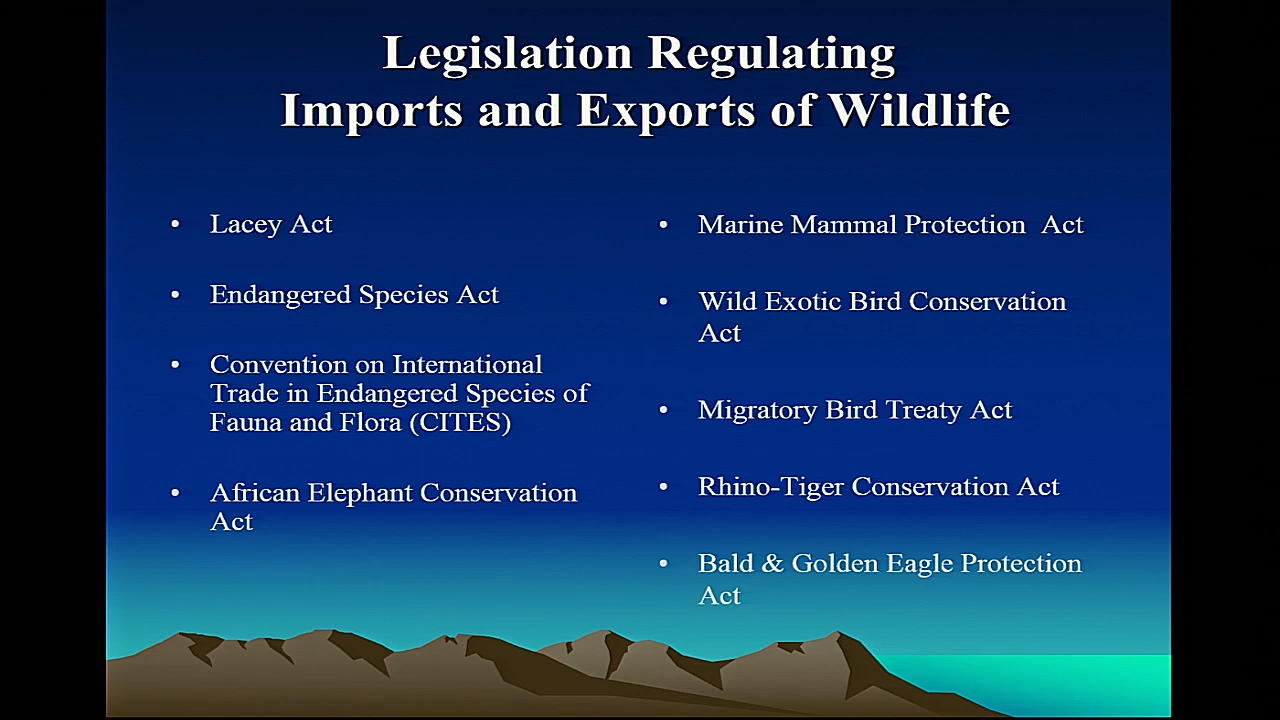 Legislation Regulating
Imports and Exports of Wildlife
• Lacey Act
• Endangered Species Act
• Convention on International
Trade in Endangered Species of
Fauna and Flora (CITES)
• African Elephant Conservation
Act
• Marine Mammal Protection  Act
• Wild Exotic Bird Conservation
Act
• Migratory Bird Treaty Act
• Rhino-Tiger Conservation Act
• Bald & Golden Eagle Protection
Act